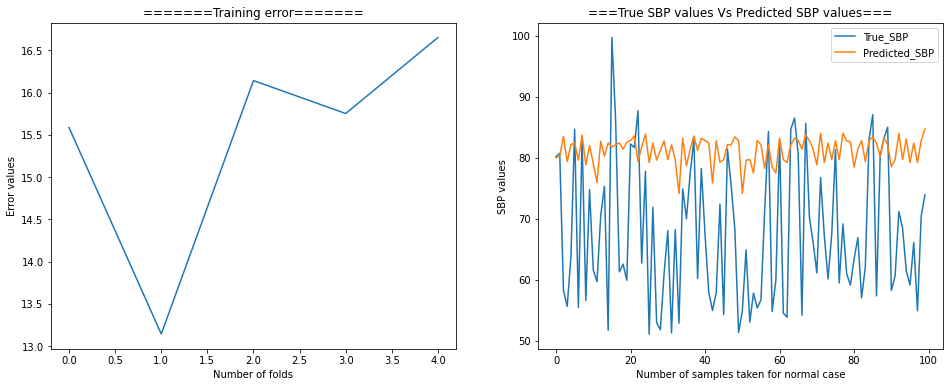 =======Training error=======
Error values
16.5
16.0
15.5
15.0
14.5
14.0
13.5
13.0
0.0 0.5 1.0 1.5 2.0 2.5 3.0 3.5 4.0
Number of folds
===True SBP values Vs Predicted SBP values===
True_SBP
Predicted_SBP
SBP values
100
90
80
70
60
50
0 20 40 60 80 100
Number of samples taken for normal case